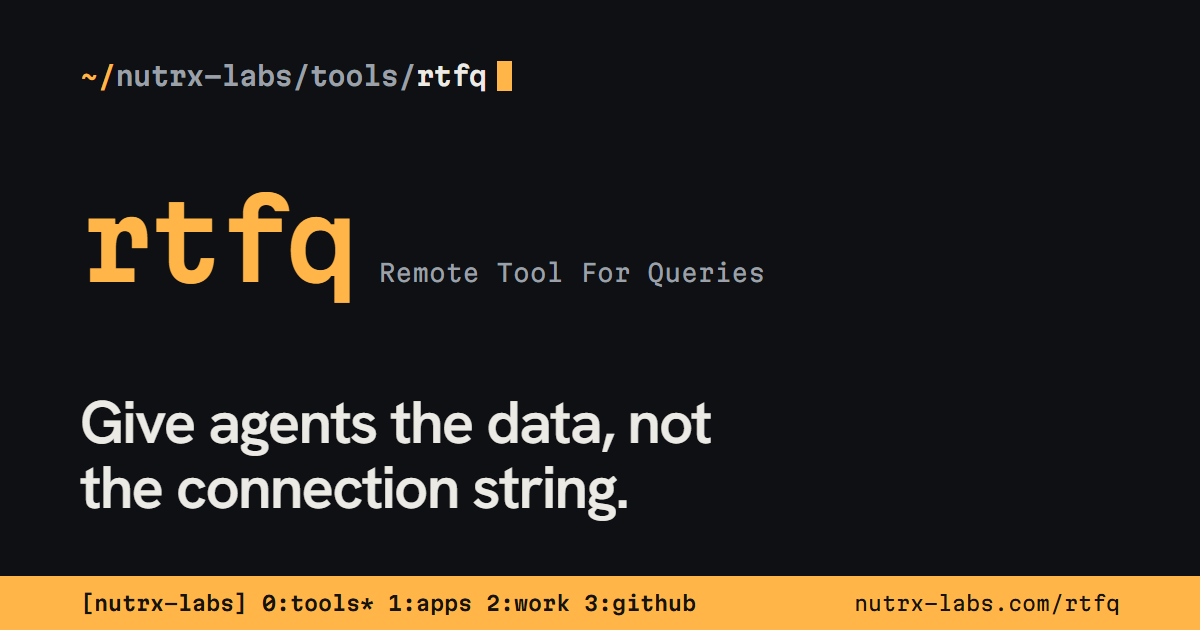 ~/nutrx-labs/tools/rtfq
rtfq Remote Tool For Queries
Give agents the data, not
the connection string.
[nutrx-labs] 0:tools* 1:apps 2:work 3:github nutrx-labs.com/rtfq